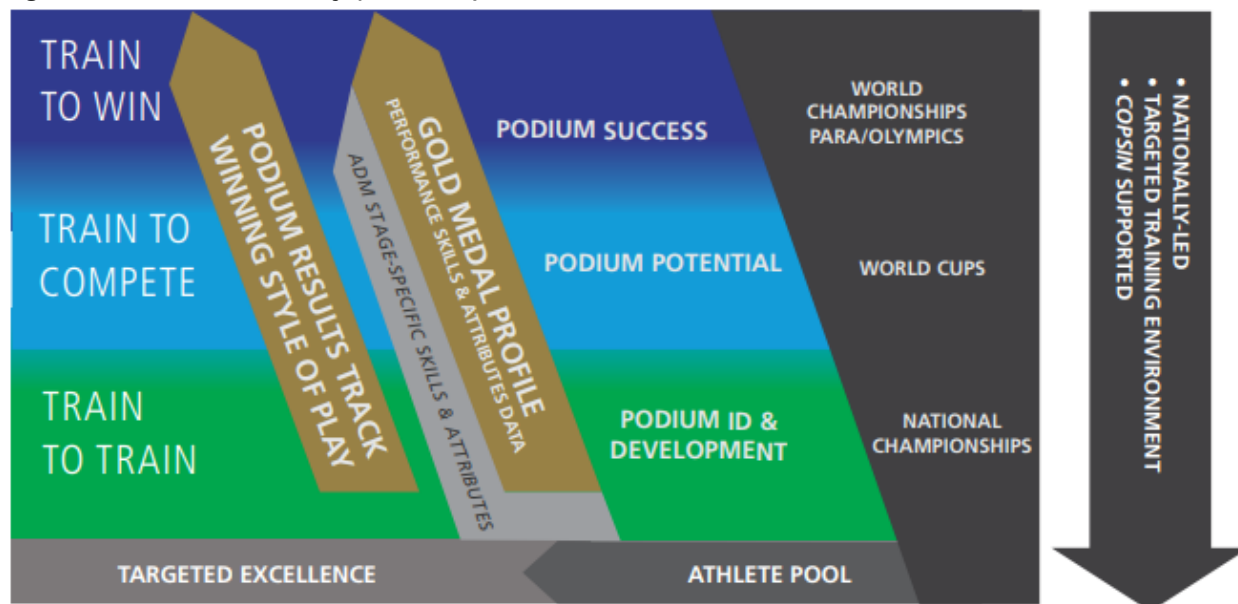 TRAIN
TO WIN
PODIUM RESULTS TRACK
WINNING STYLE OF PLAY
GOLD MEDAL PROFILE
PERFORMANCE SKILLS & ATTRIBUTES DATA
ADM STAGE-SPECIFIC SKILLS & ATTRIBUTES
PODIUM SUCCESS
WORLD
CHAMPIONSHIPS
PARA/OLYMPICS
TRAIN TO
COMPETE
PODIUM POTENTIAL
WORLD CUPS
TRAIN
TO TRAIN
PODIUM ID &
DEVELOPMENT
NATIONAL
CHAMPIONSHIPS
TARGETED EXCELLENCE
ATHLETE POOL
• NATIONALLY-LED
• TARGETED TRAINING ENVIRONMENT
• COPSIN SUPPORTED